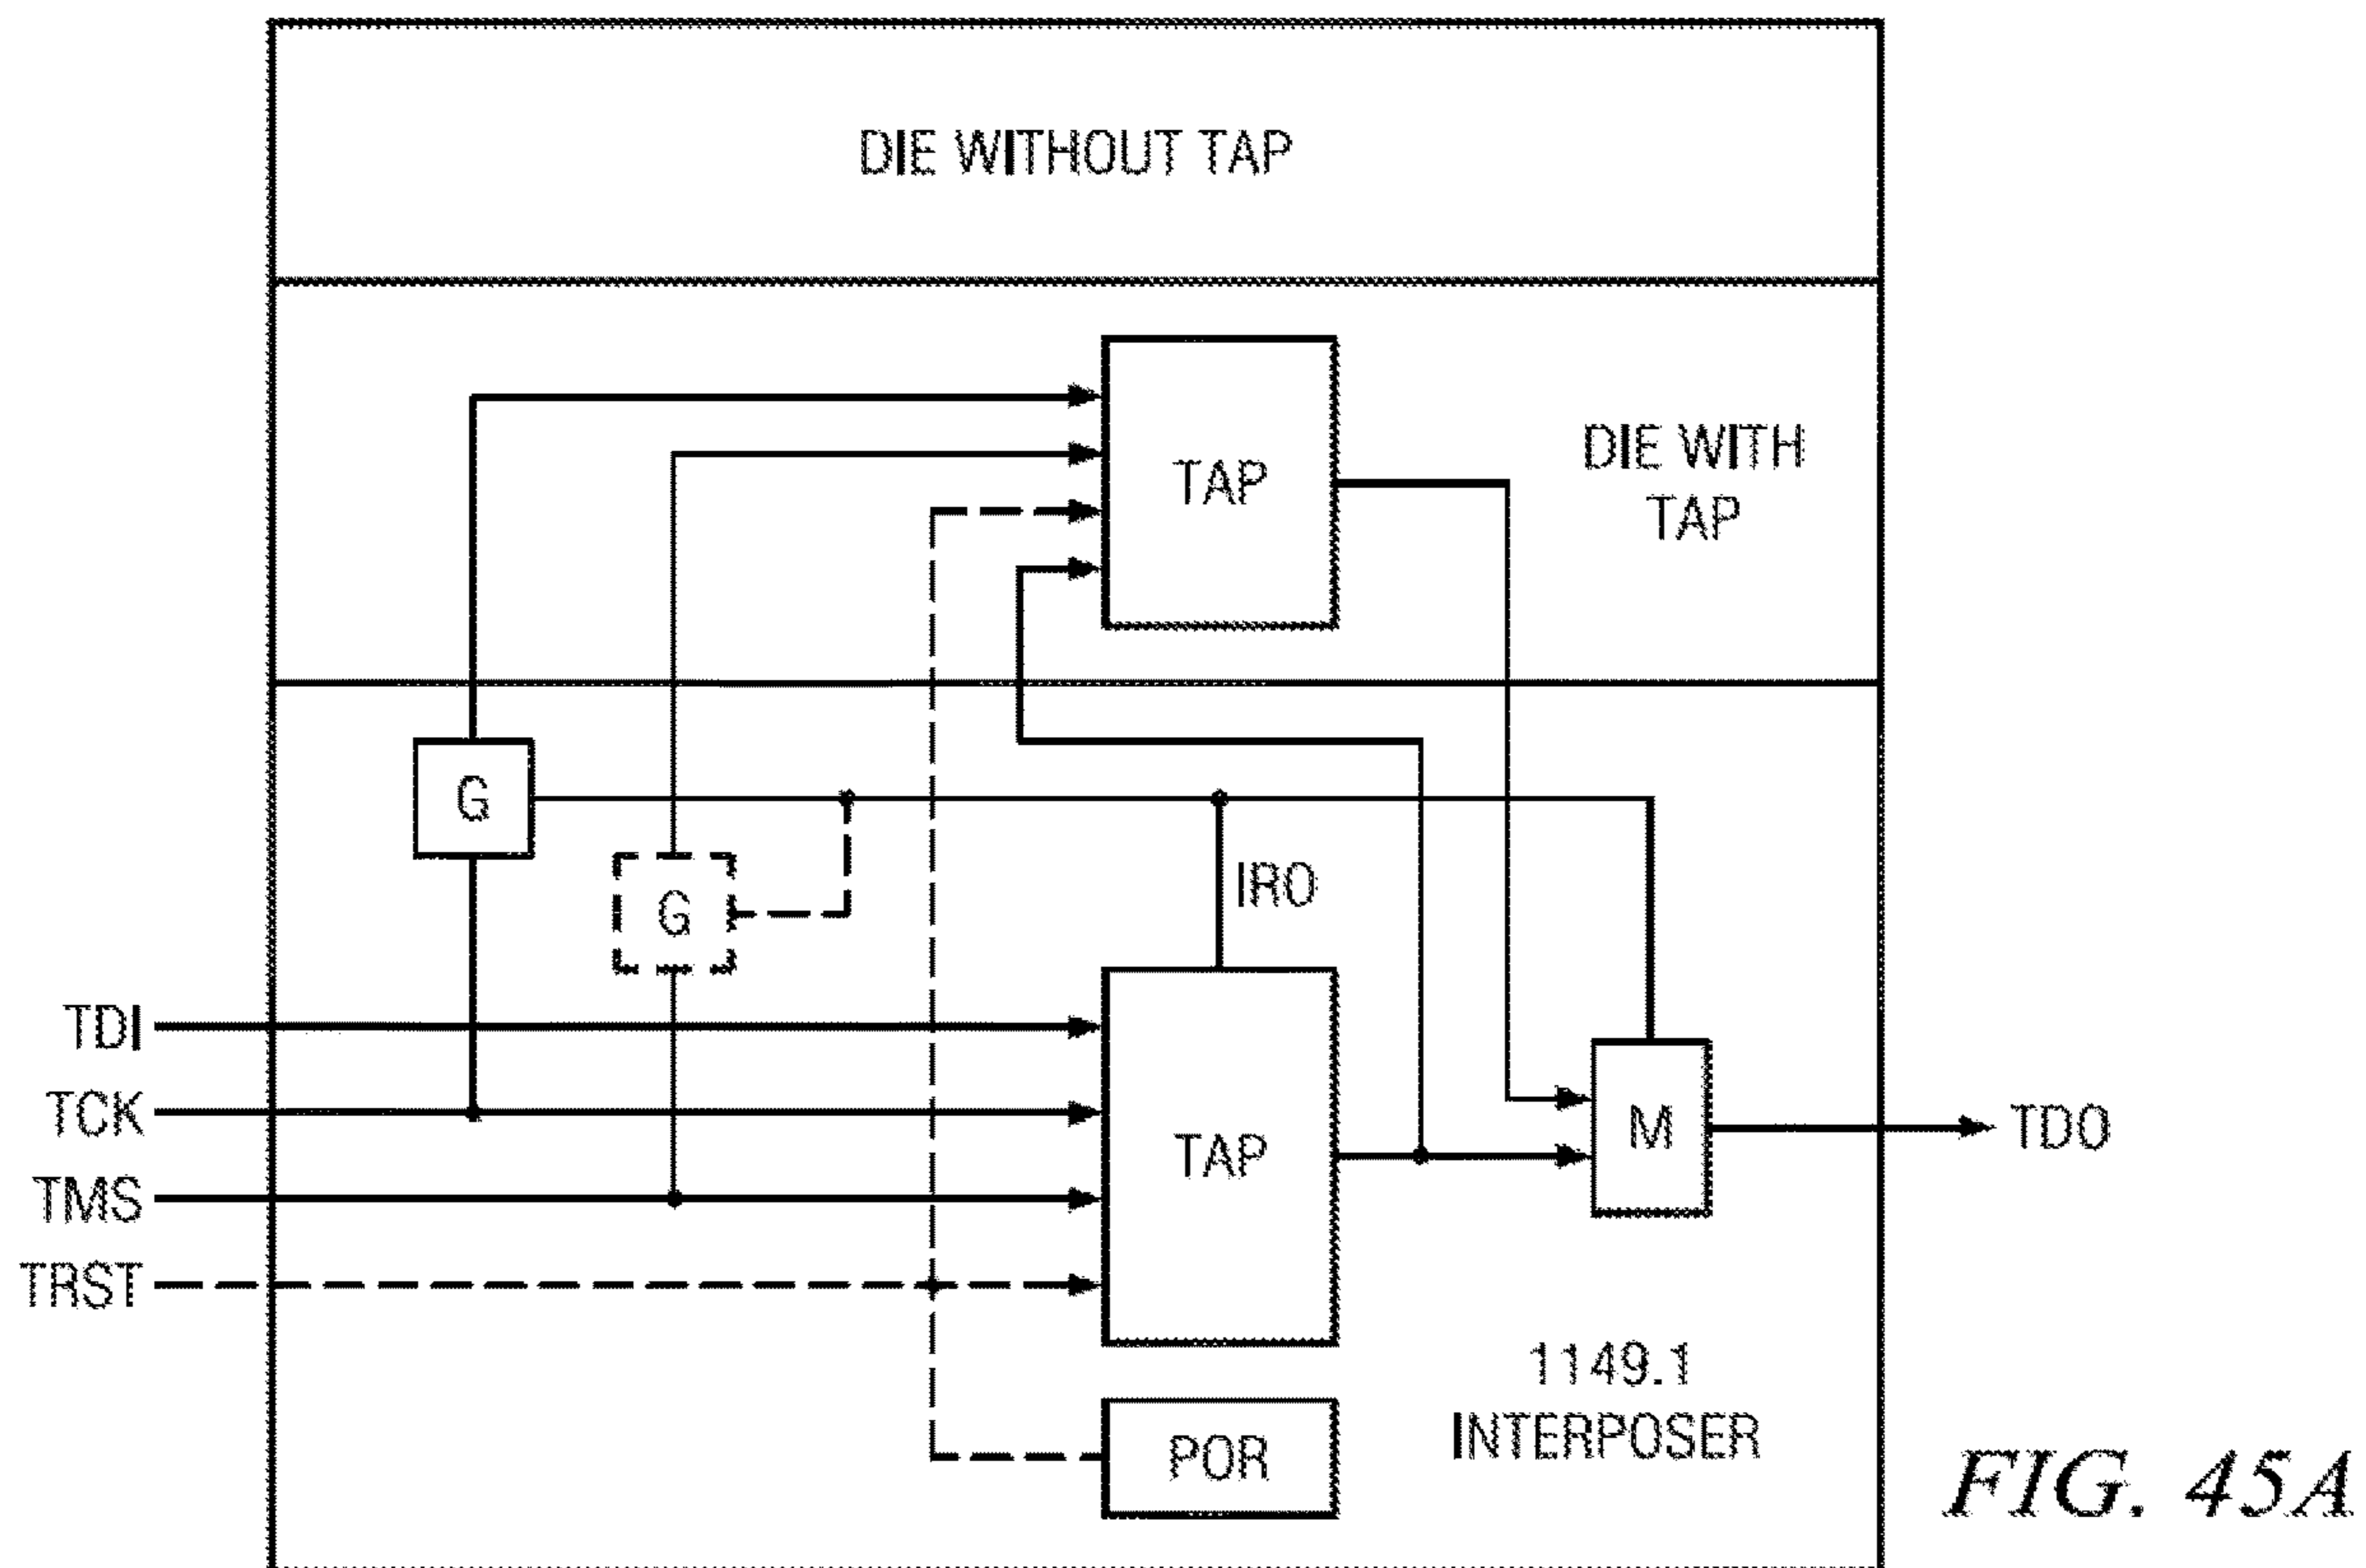 DIE WITHOUT TAP
TAP
DIE WITH
TAP
G
G
IRO
TDI
TCK
TMS
TRST
TAP
M
TDO
1149.1
INTERPOSER
POR
FIG. 45A